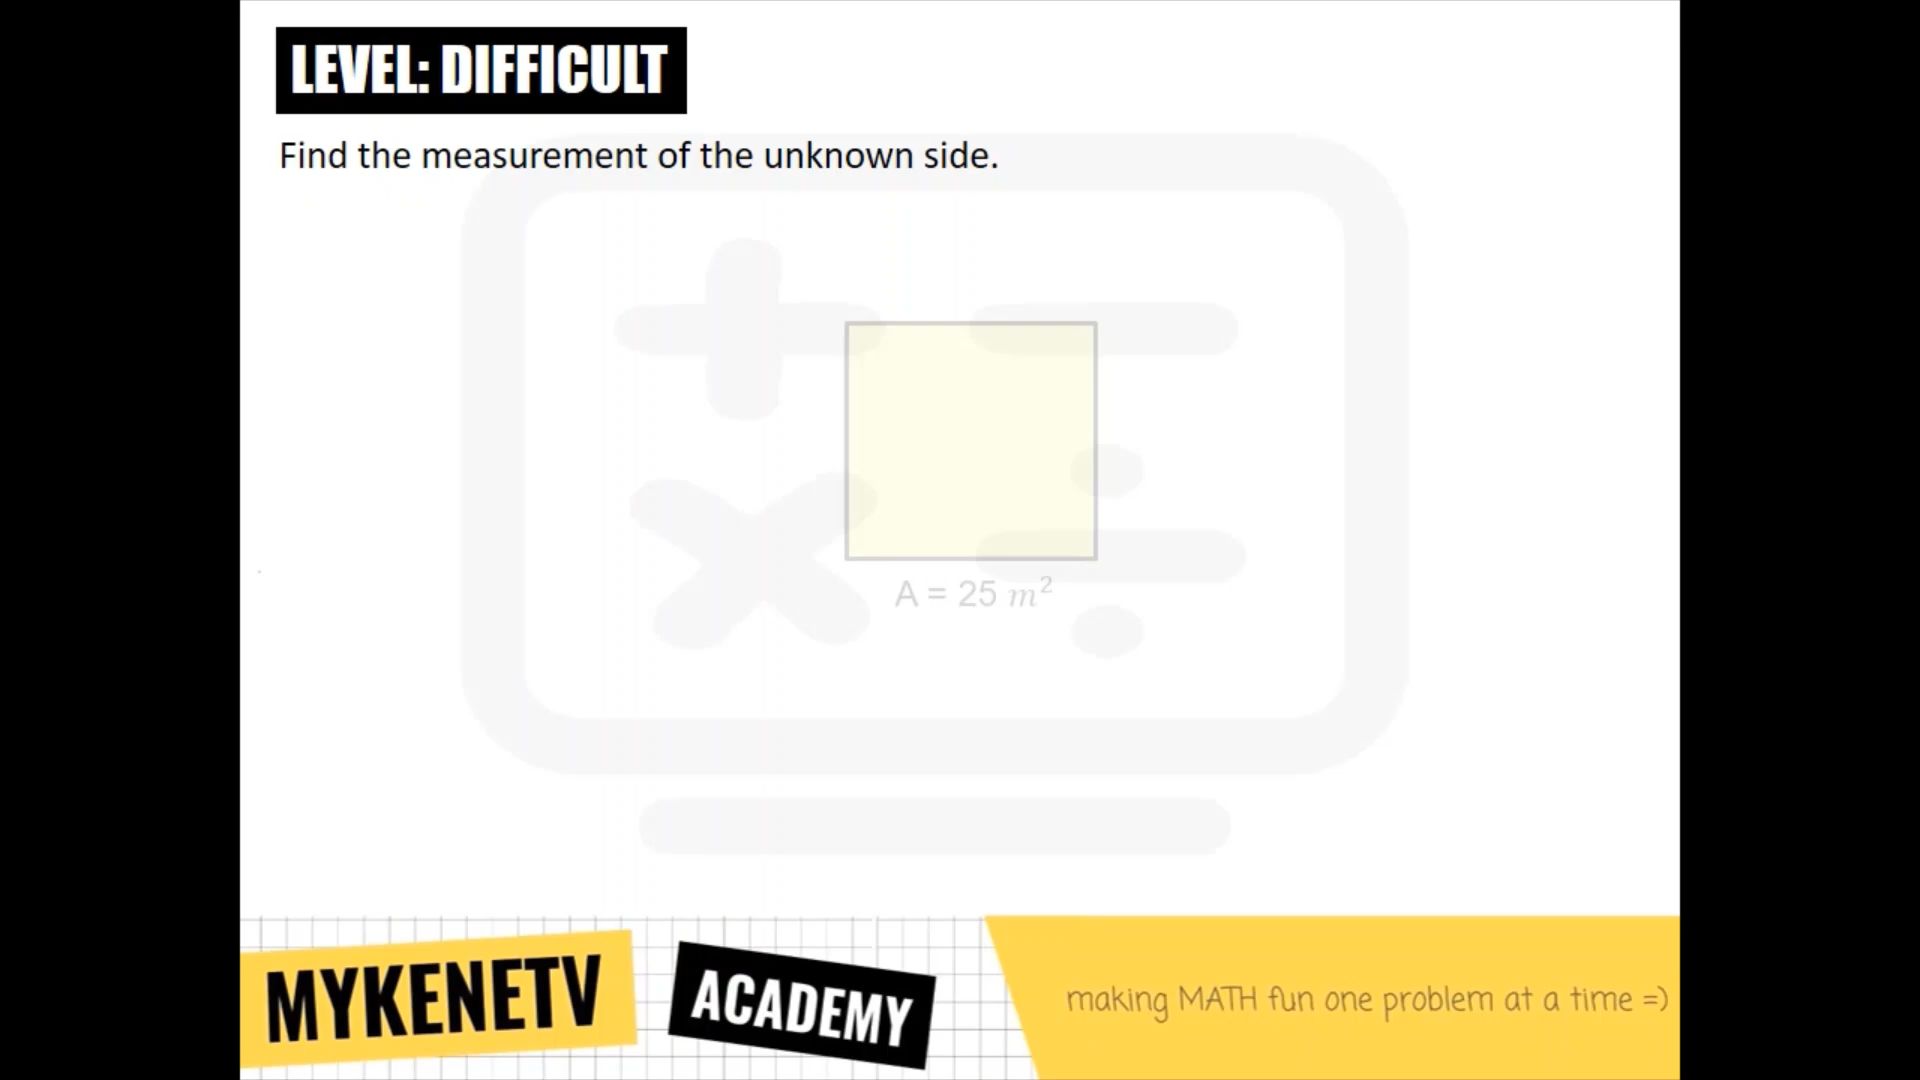 LEVEL: DIFFICULT
Find the measurement of the unknown side.
A = 25 m²
MYKENETV
ACADEMY
making MATH fun one problem at a time =)